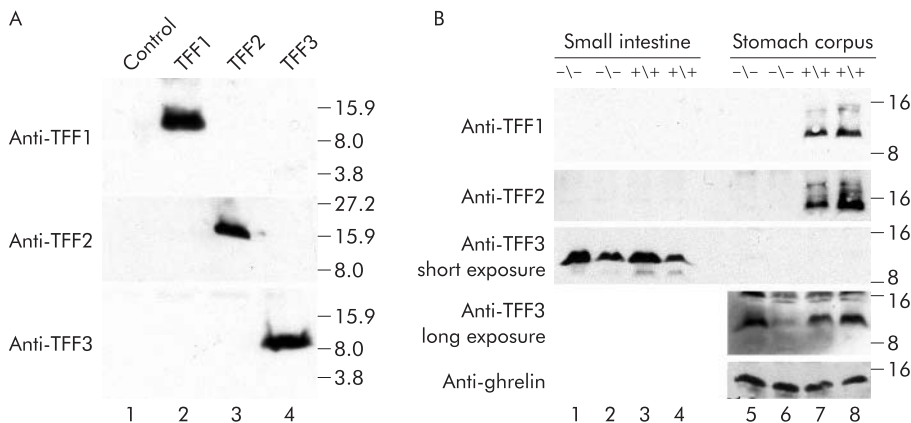 A
Control
TFF1
TFF2
TFF3
Anti-TFF1
15.9
8.0
3.8
Anti-TFF2
27.2
15.9
8.0
Anti-TFF3
15.9
8.0
3.8
1 2 3 4
B
Small intestine Stomach corpus
–\– –\– +\+ +\+ –\– –\– +\+ +\+
Anti-TFF1
16
8
Anti-TFF2
16
Anti-TFF3
short exposure
16
8
Anti-TFF3
long exposure
16
8
Anti-ghrelin
16
1 2 3 4 5 6 7 8